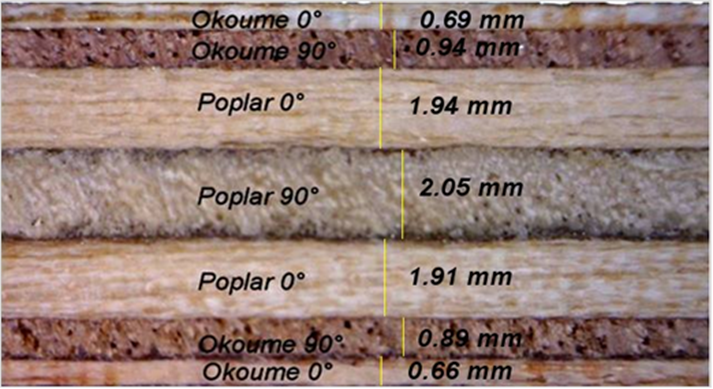 Okoume 0° 0.69 mm
Okoume 90° 0.94 mm
Poplar 0° 1.94 mm
Poplar 90° 2.05 mm
Poplar 0° 1.91 mm
Okoume 90° 0.89 mm
Okoume 0° 0.66 mm